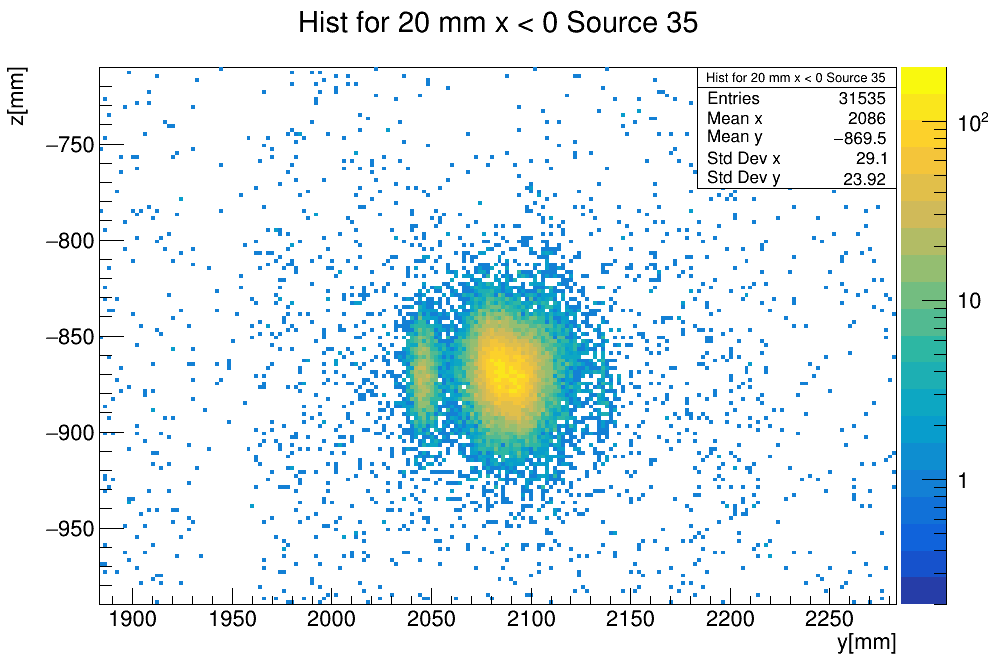 Hist for 20 mm x < 0 Source 35
z[mm]
Hist for 20 mm x < 0 Source 35
Entries 31535
Mean x 2086
Mean y −869.5
Std Dev x 29.1
Std Dev y 23.92
10²
10
1
−750
−800
−850
−900
−950
1900 1950 2000 2050 2100 2150 2200 2250
y[mm]